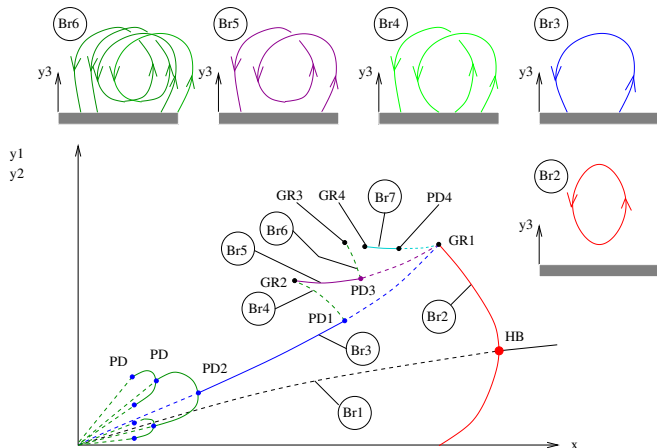 Br6
Br5
Br4
Br3
y3
y3
y3
y3
y1
y2
Br2
y3
GR3
GR4
Br7
PD4
Br6
GR1
Br5
GR2
PD3
Br4
PD1
Br2
HB
Br3
PD
PD
PD2
Br1
x